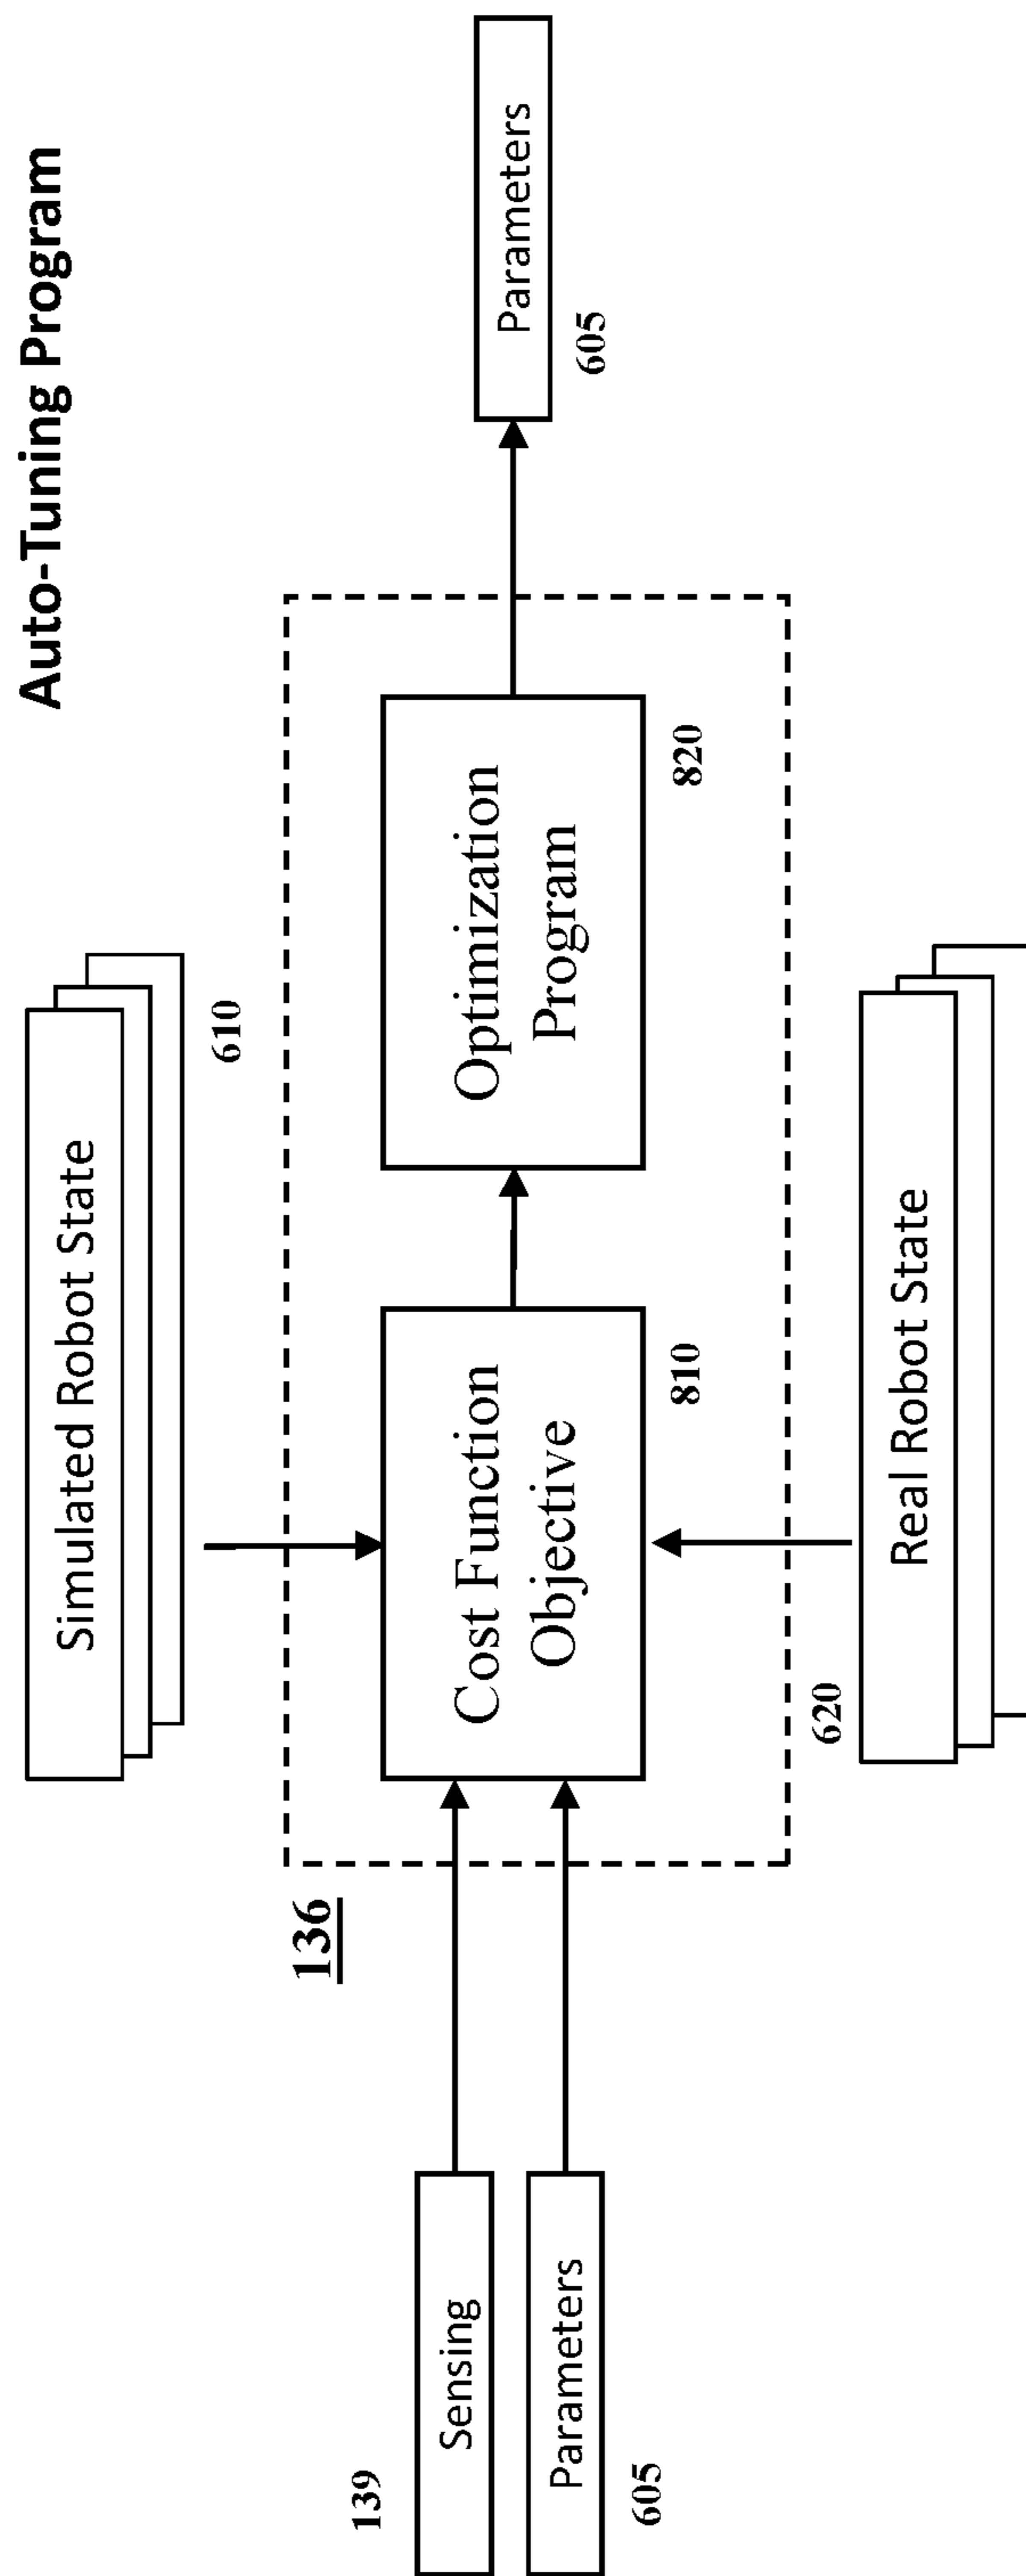 Auto-Tuning Program
Simulated Robot State
610
136
139
Sensing
Parameters
605
Cost Function
Objective
810
Optimization
Program
820
Parameters
605
620
Real Robot State